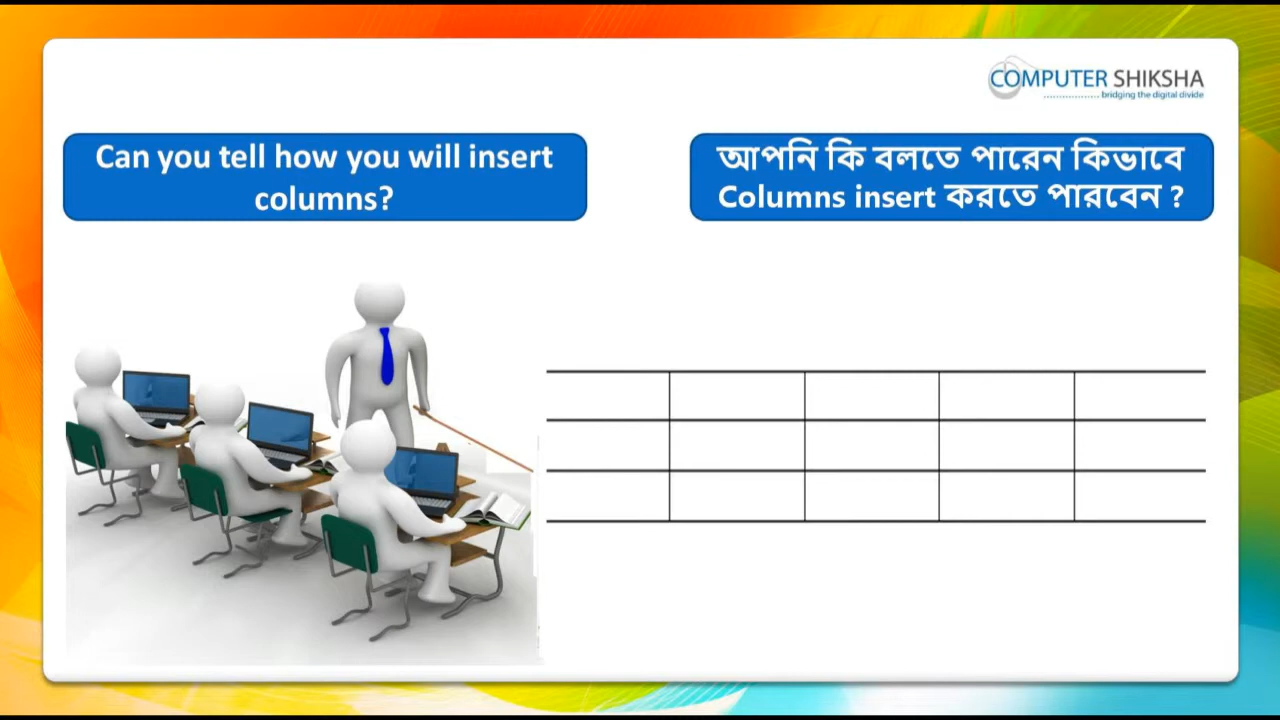 COMPUTER SHIKSHA
bridging the digital divide
Can you tell how you will insert
columns?
আপনি কি বলতে পারেন কিভাবে
Columns insert করতে পারবেন ?